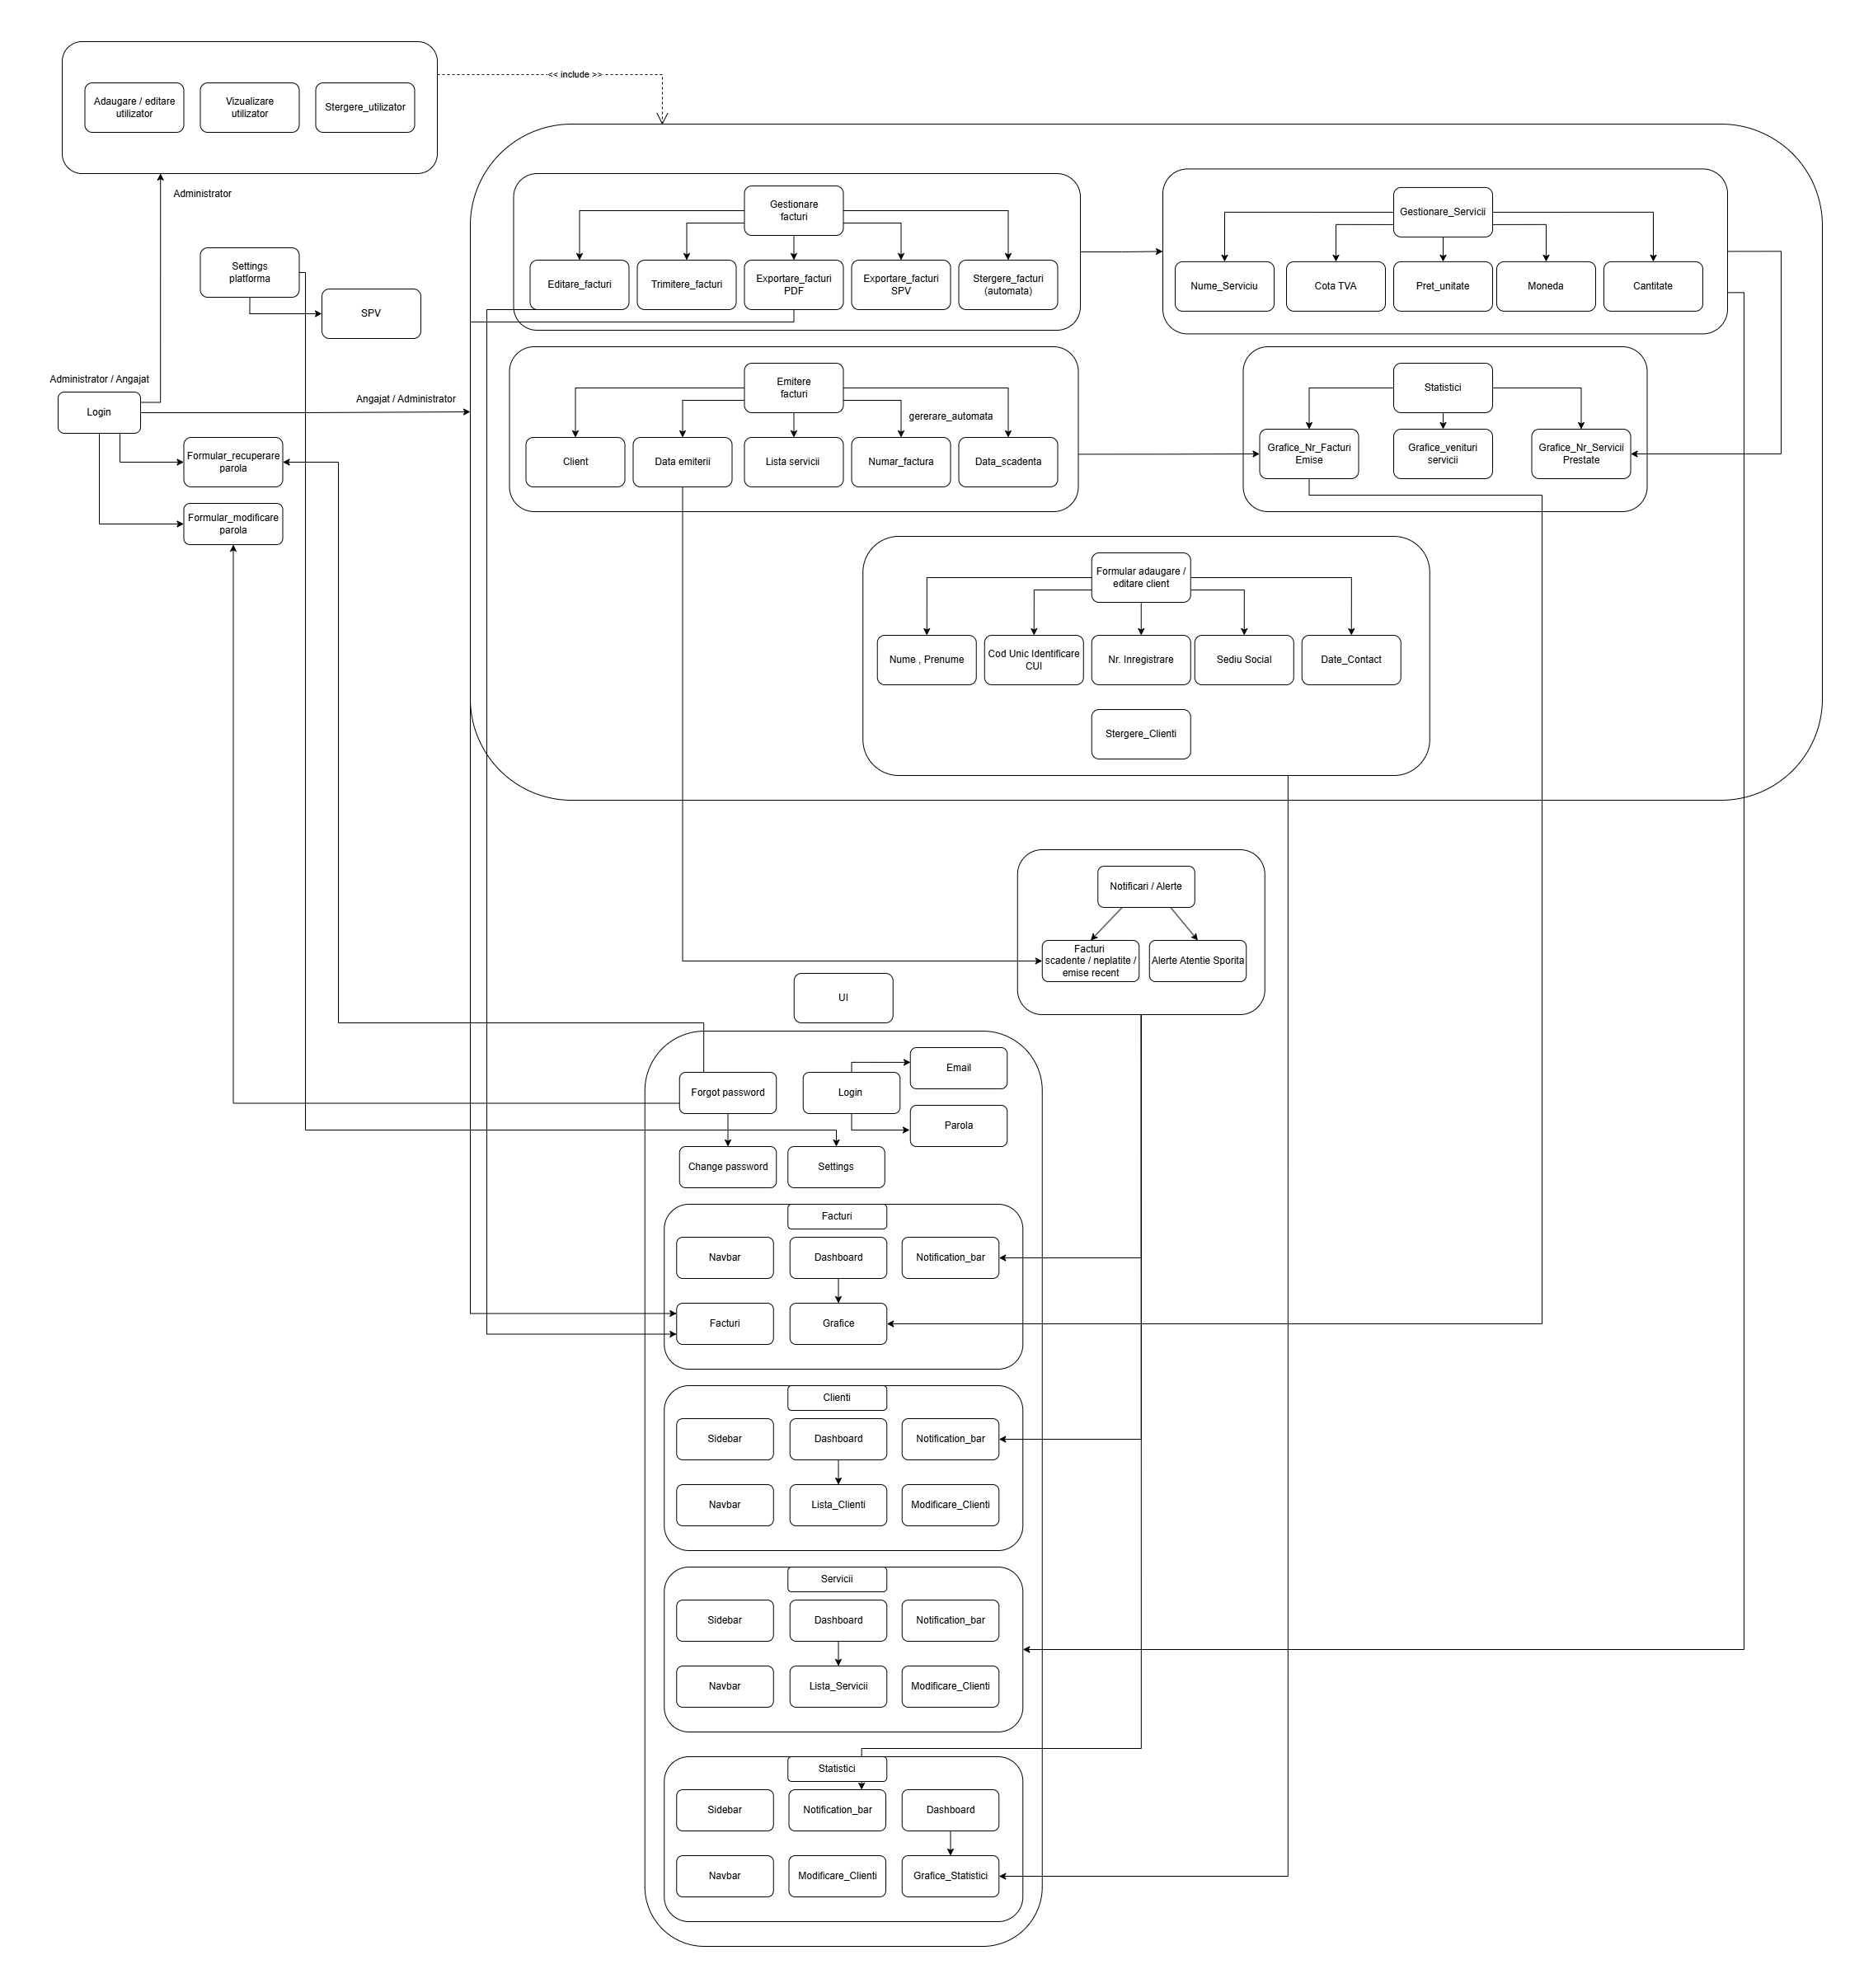 << include >>
Adaugare / editare
utilizator
Vizualizare
utilizator
Stergere_utilizator
Administrator
Settings
platforma
SPV
Administrator / Angajat
Login
Angajat / Administrator
Formular_recuperare
parola
Formular_modificare
parola
Gestionare
facturi
Editare_facturi
Trimitere_facturi
Exportare_facturi
PDF
Exportare_facturi
SPV
Stergere_facturi
(automata)
Gestionare_Servicii
Nume_Serviciu
Cota TVA
Pret_unitate
Moneda
Cantitate
Emitere
facturi
gererare_automata
Client
Data emiterii
Lista servicii
Numar_factura
Data_scadenta
Statistici
Grafice_Nr_Facturi
Emise
Grafice_venituri
servicii
Grafice_Nr_Servicii
Prestate
Formular adaugare /
editare client
Nume , Prenume
Cod Unic Identificare
CUI
Nr. Inregistrare
Sediu Social
Date_Contact
Stergere_Clienti
Notificari / Alerte
Facturi
scadente / neplatite /
emise recent
Alerte Atentie Sporita
UI
Forgot password
Login
Email
Parola
Change password
Settings
Facturi
Navbar
Dashboard
Notification_bar
Facturi
Grafice
Clienti
Sidebar
Dashboard
Notification_bar
Navbar
Lista_Clienti
Modificare_Clienti
Servicii
Sidebar
Dashboard
Notification_bar
Navbar
Lista_Servicii
Modificare_Clienti
Statistici
Sidebar
Notification_bar
Dashboard
Navbar
Modificare_Clienti
Grafice_Statistici